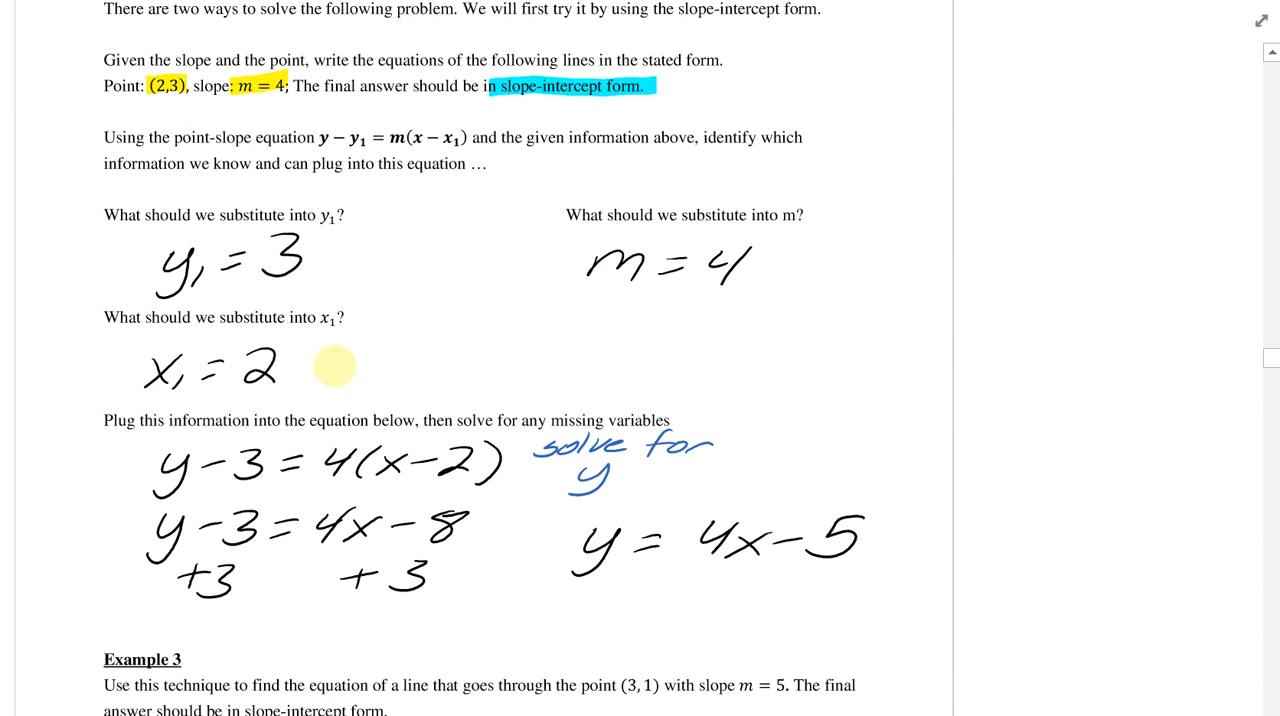 There are two ways to solve the following problem. We will first try it by using the slope-intercept form.
Given the slope and the point, write the equations of the following lines in the stated form.
Point: (2,3), slope: m = 4; The final answer should be in slope-intercept form.
Using the point-slope equation y − y₁ = m(x − x₁) and the given information above, identify which
information we know and can plug into this equation …
What should we substitute into y₁?
What should we substitute into m?
y₁ = 3
m = 4
What should we substitute into x₁?
x₁ = 2
Plug this information into the equation below, then solve for any missing variables
y − 3 = 4(x − 2)
solve for
y
y − 3 = 4x − 8
+3 +3
y = 4x − 5
Example 3
Use this technique to find the equation of a line that goes through the point (3, 1) with slope m = 5. The final
answer should be in slope-intercept form.